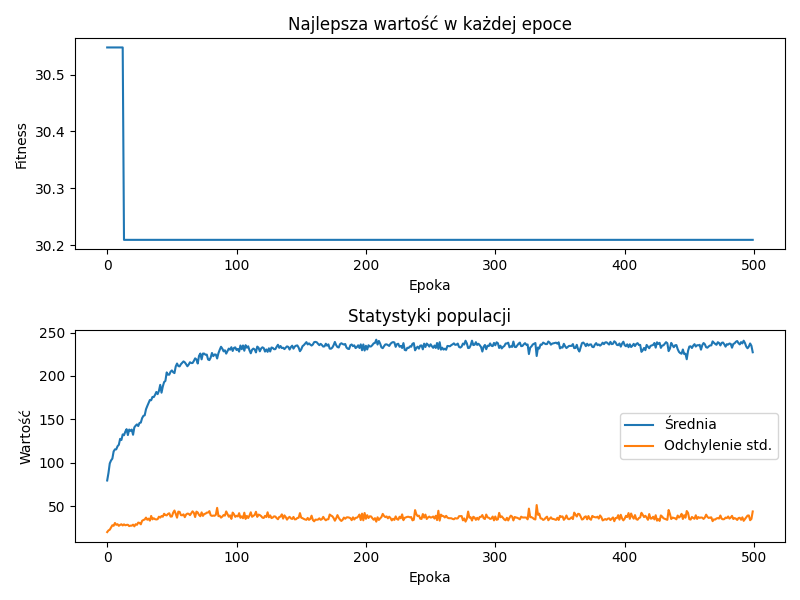 Najlepsza wartość w każdej epoce
30.5
30.4
30.3
30.2
Fitness
0 100 200 300 400 500
Epoka
Statystyki populacji
250
200
150
100
50
Wartość
Średnia
Odchylenie std.
0 100 200 300 400 500
Epoka